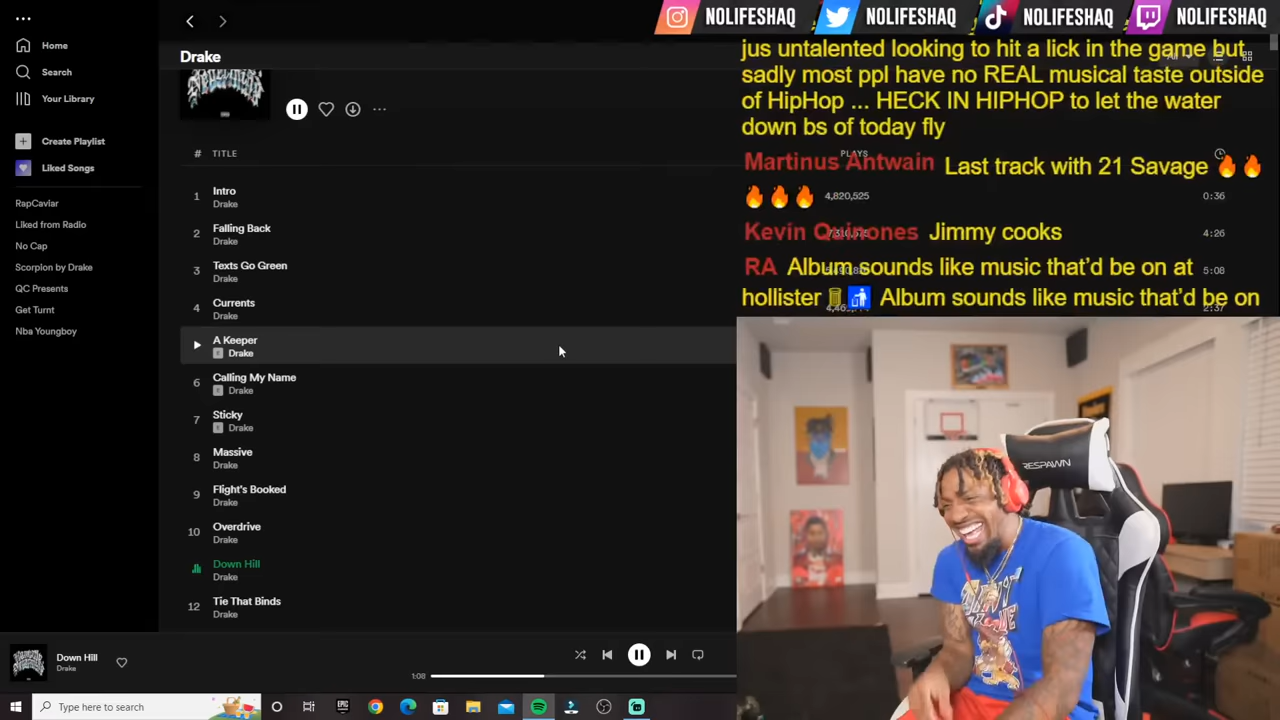 Home
Search
Your Library
Create Playlist
Liked Songs
RapCaviar
Liked from Radio
No Cap
Scorpion by Drake
QC Presents
Get Turnt
Nba Youngboy
Drake
# TITLE PLAYS
1 Intro 4,820,525 0:36
Drake
2 Falling Back 4:26
Drake
3 Texts Go Green 5:08
Drake
4 Currents 2:37
Drake
A Keeper
E Drake
6 Calling My Name
E Drake
7 Sticky
E Drake
8 Massive
Drake
9 Flight's Booked
Drake
10 Overdrive
Drake
Down Hill
Drake
12 Tie That Binds
Drake
Down Hill
Drake
1:08
Type here to search
EPIC
NOLIFESHAQ NOLIFESHAQ NOLIFESHAQ NOLIFESHAQ
jus untalented looking to hit a lick in the game but
sadly most ppl have no REAL musical taste outside
of HipHop ... HECK IN HIPHOP to let the water
down bs of today fly
Martinus Antwain Last track with 21 Savage 🔥🔥
🔥🔥🔥
Kevin Quinones Jimmy cooks
RA Album sounds like music that'd be on at
hollister 🗑🚮 Album sounds like music that'd be on
RESPAWN